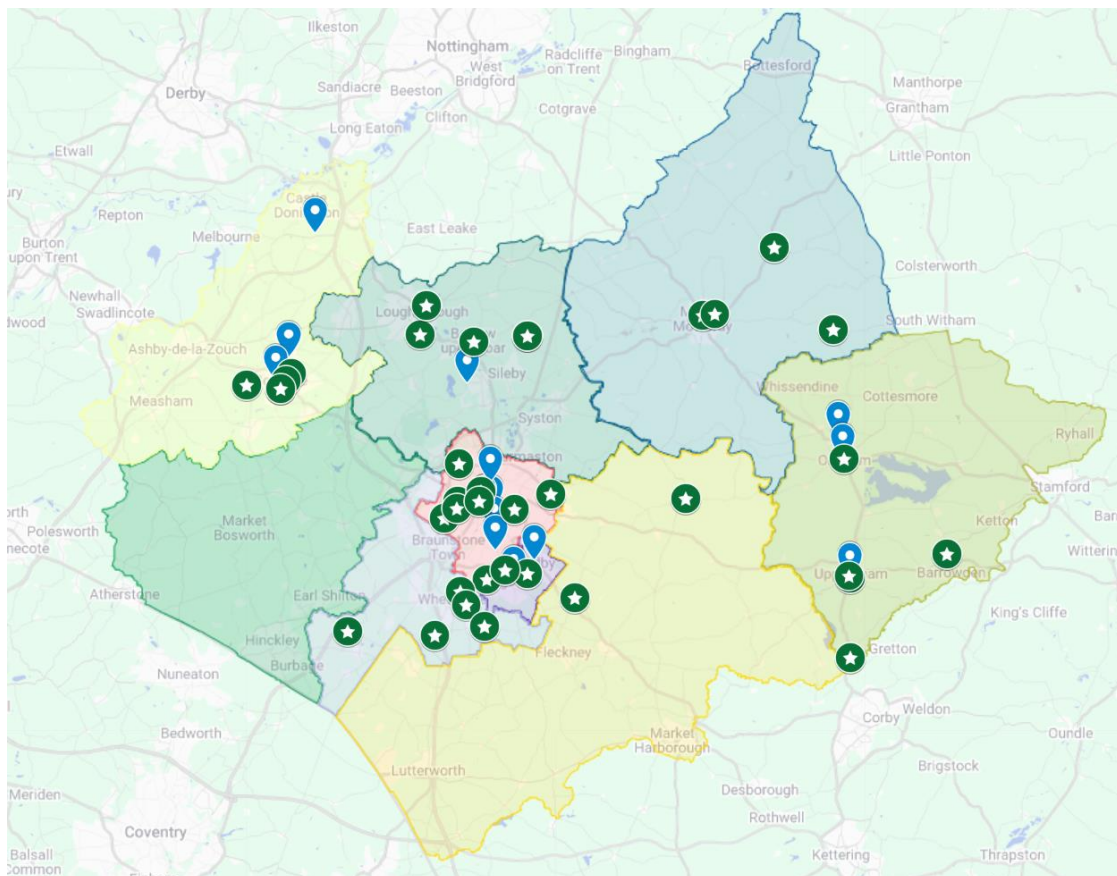 Ilkeston
Nottingham
Bingham
Radcliffe
on Trent
West
Bridgford
Sandiacre
Beeston
Derby
Clifton
Cotgrave
Long Eaton
Etwall
Manthorpe
Grantham
Little Ponton
Repton
Melbourne
East Leake
Burton
upon Trent
Colsterworth
Newhall
Swadlincote
South Witham
Ashby-de-la-Zouch
Sileby
Measham
Whissendine
Cottesmore
Syston
Ryhall
Stamford
Market
Bosworth
Polesworth
Ketton
Braunstone
Town
Barrowden
Wittering
Atherstone
Earl Shilton
King's Cliffe
Hinckley
Burbage
Fleckney
Gretton
Nuneaton
Weldon
Corby
Bedworth
Market
Harborough
Oundle
Lutterworth
Brigstock
Meriden
Desborough
Rothwell
Coventry
Balsall
Common
Kettering
Thrapston